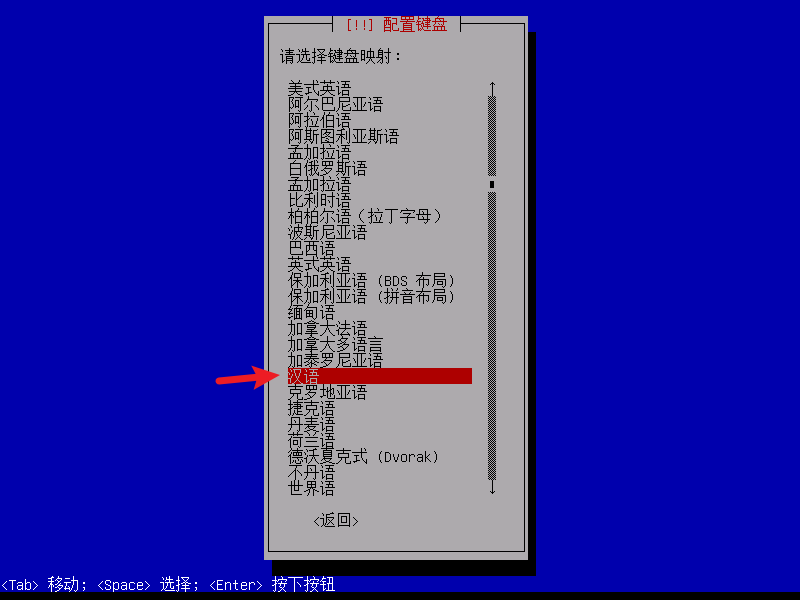 [!!] 配置键盘
请选择键盘映射：
美式英语
阿尔巴尼亚语
阿拉伯语
阿斯图利亚斯语
孟加拉语
白俄罗斯语
孟加拉语
比利时语
柏柏尔语（拉丁字母）
波斯尼亚语
巴西语
英式英语
保加利亚语 (BDS 布局)
保加利亚语 (拼音布局)
缅甸语
加拿大法语
加拿大多语言
加泰罗尼亚语
汉语
克罗地亚语
捷克语
丹麦语
荷兰语
德沃夏克式 (Dvorak)
不丹语
世界语
<返回>
<Tab> 移动; <Space> 选择; <Enter> 按下按钮